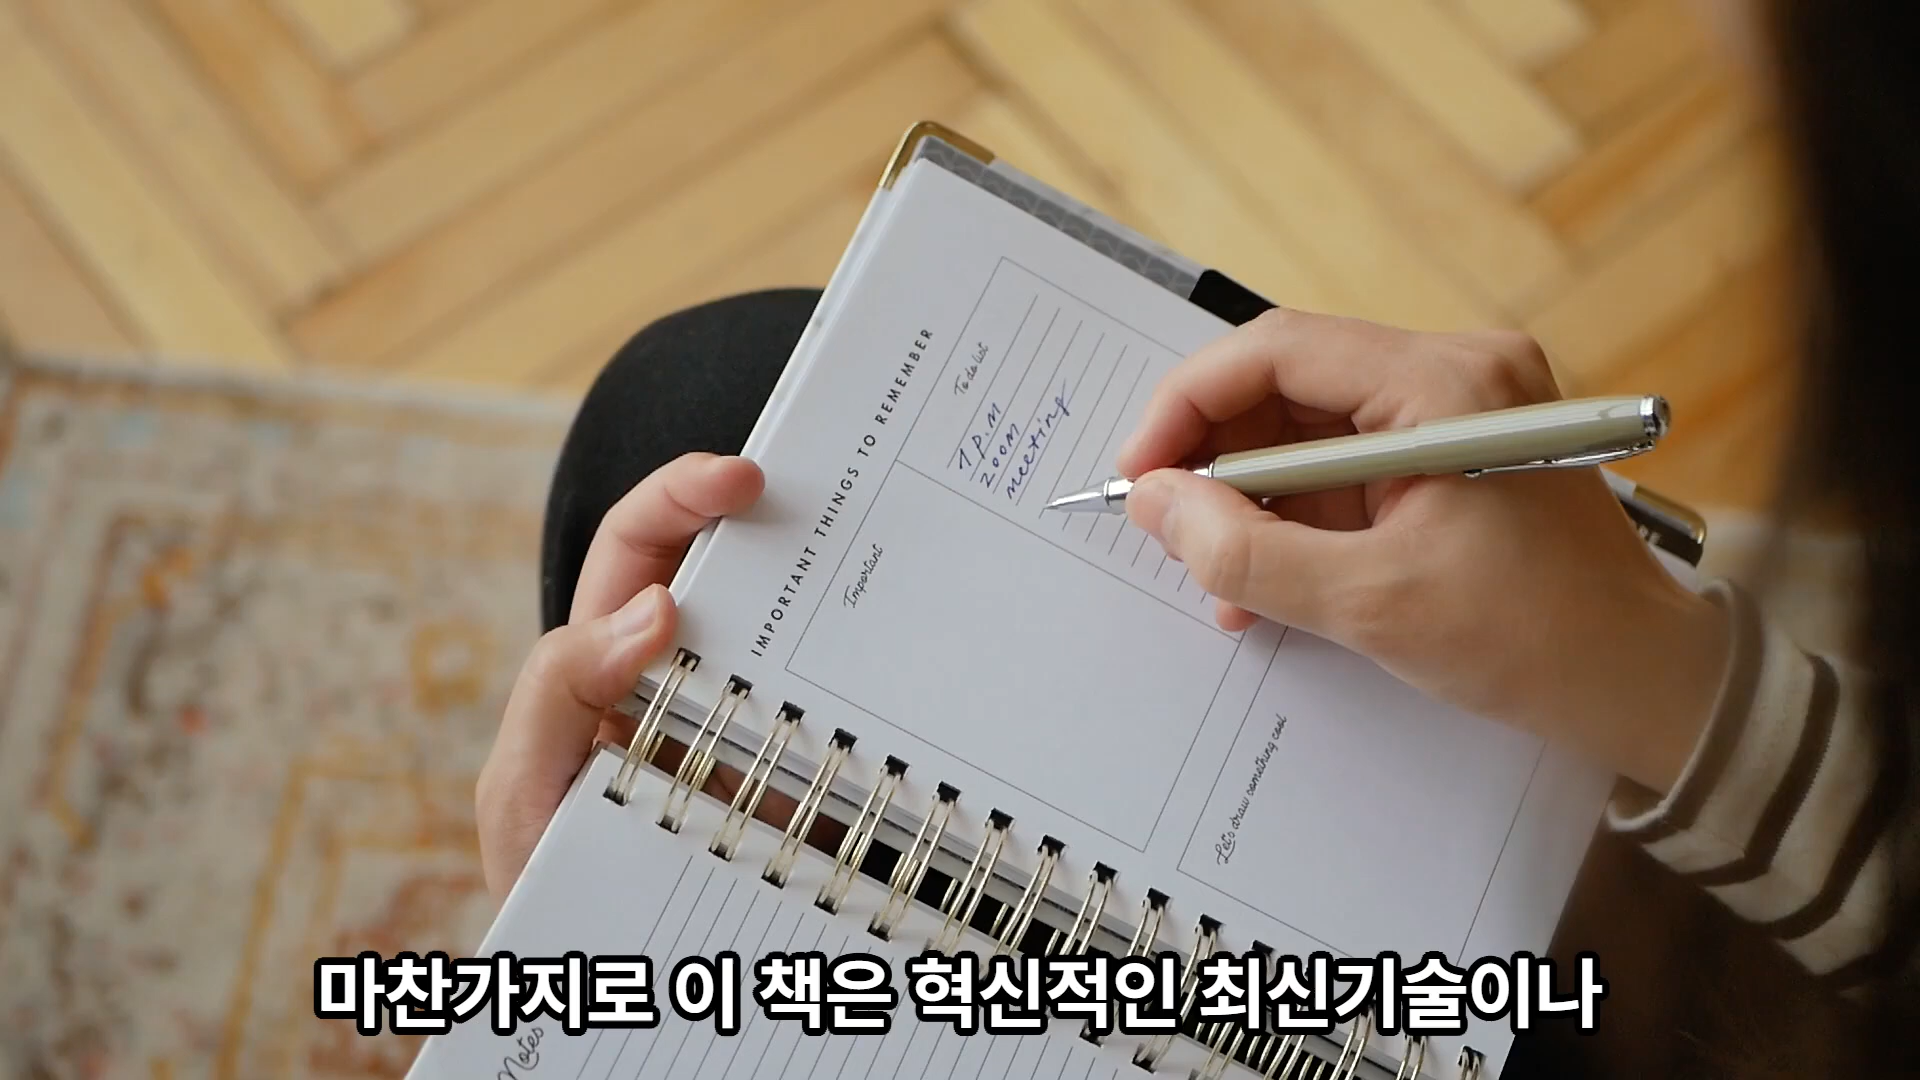 IMPORTANT THINGS TO REMEMBER
To do list
1 P.M
ZOOM
meeting
Important
Let's draw something cool
Notes
마찬가지로 이 책은 혁신적인 최신기술이나